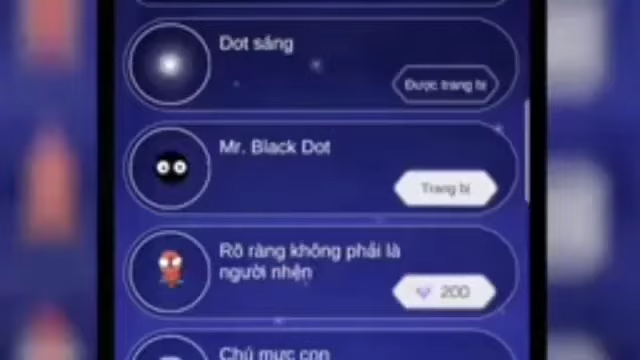 Dot sáng
Được trang bị
Mr. Black Dot
Trang bị
Rõ ràng không phải là
người nhện
200
Chú mực con